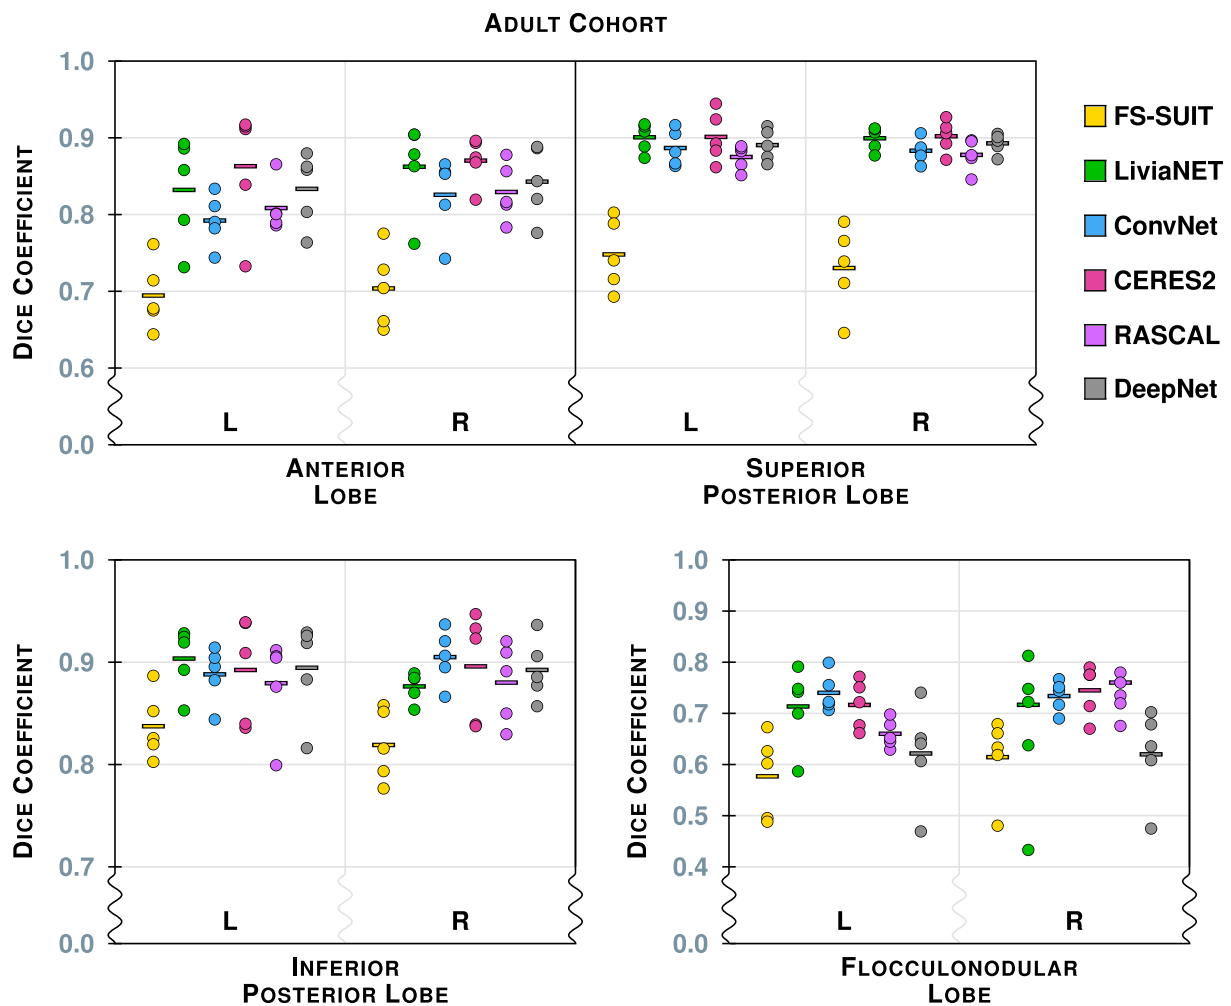 ADULT COHORT
1.0
0.9
0.8
0.7
0.6
0.0
DICE COEFFICIENT
L
R
L
R
ANTERIOR
LOBE
SUPERIOR
POSTERIOR LOBE
FS-SUIT
LiviaNET
ConvNet
CERES2
RASCAL
DeepNet
1.0
0.9
0.8
0.7
0.0
DICE COEFFICIENT
L
R
INFERIOR
POSTERIOR LOBE
1.0
0.9
0.8
0.7
0.6
0.5
0.4
0.0
DICE COEFFICIENT
L
R
FLOCCULONODULAR
LOBE